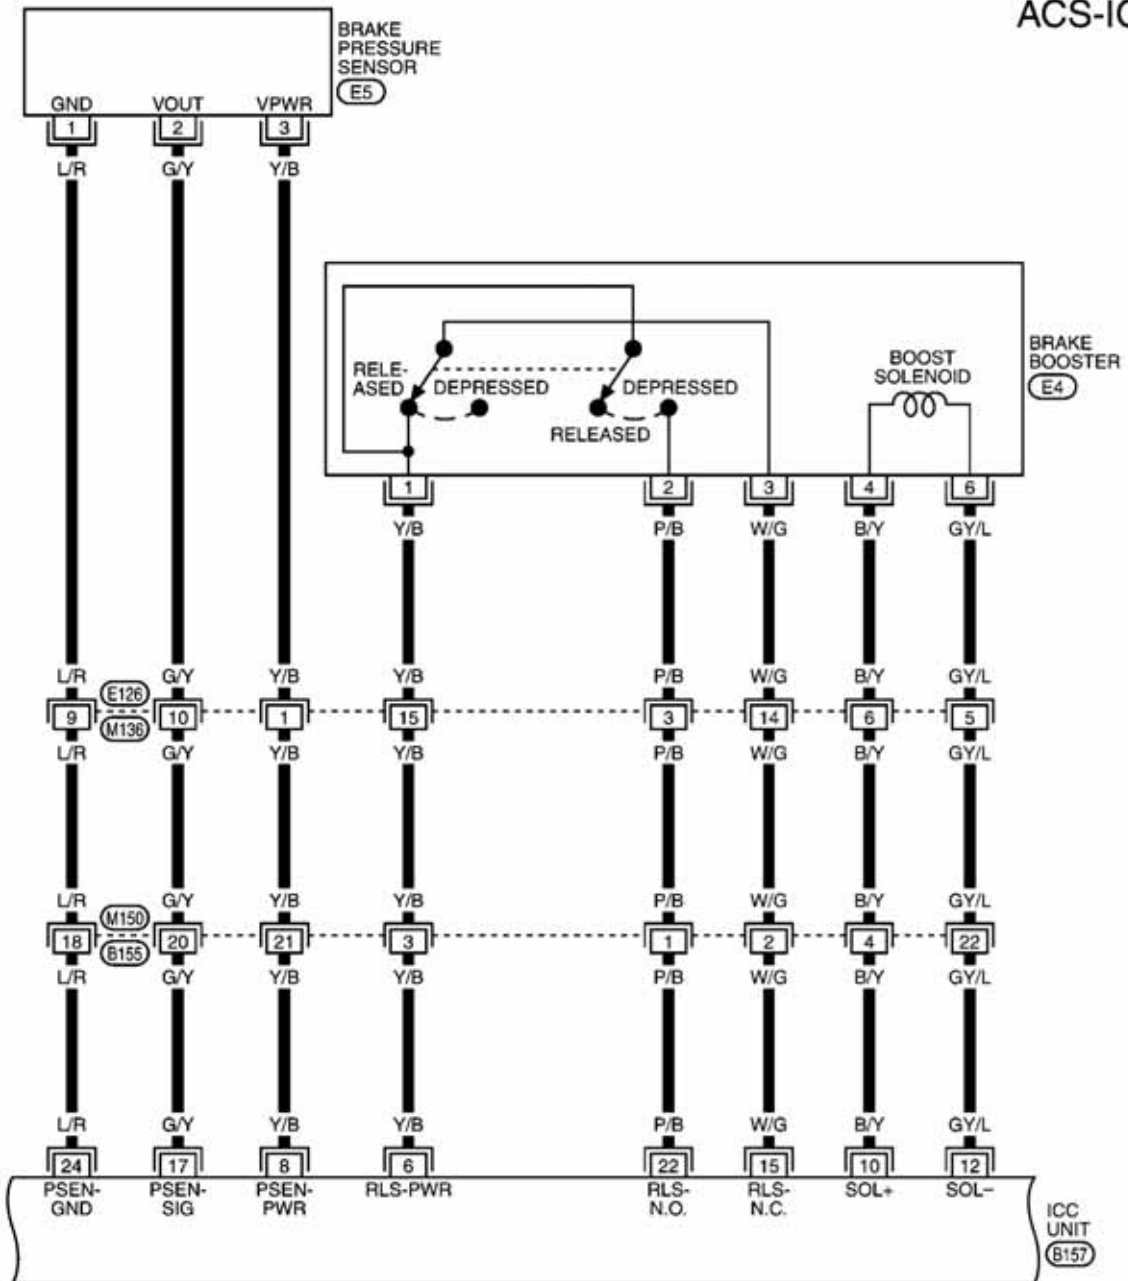 ACS-IC
BRAKE
PRESSURE
SENSOR
E5
GND VOUT VPWR
1 2 3
L/R G/Y Y/B
BRAKE
BOOSTER
E4
BOOST
SOLENOID
RELE-
ASED
DEPRESSED
DEPRESSED
RELEASED
1 2 3 4 6
Y/B P/B W/G B/Y GY/L
L/R G/Y Y/B Y/B P/B W/G B/Y GY/L
E126
9 10 1 15 3 14 6 5
M136
L/R G/Y Y/B Y/B P/B W/G B/Y GY/L
L/R G/Y Y/B Y/B P/B W/G B/Y GY/L
M150
18 20 21 3 1 2 4 22
B155
L/R G/Y Y/B Y/B P/B W/G B/Y GY/L
L/R G/Y Y/B Y/B P/B W/G B/Y GY/L
24 17 8 6 22 15 10 12
PSEN-
GND
PSEN-
SIG
PSEN-
PWR
RLS-PWR
RLS-
N.O.
RLS-
N.C.
SOL+
SOL–
ICC
UNIT
B157